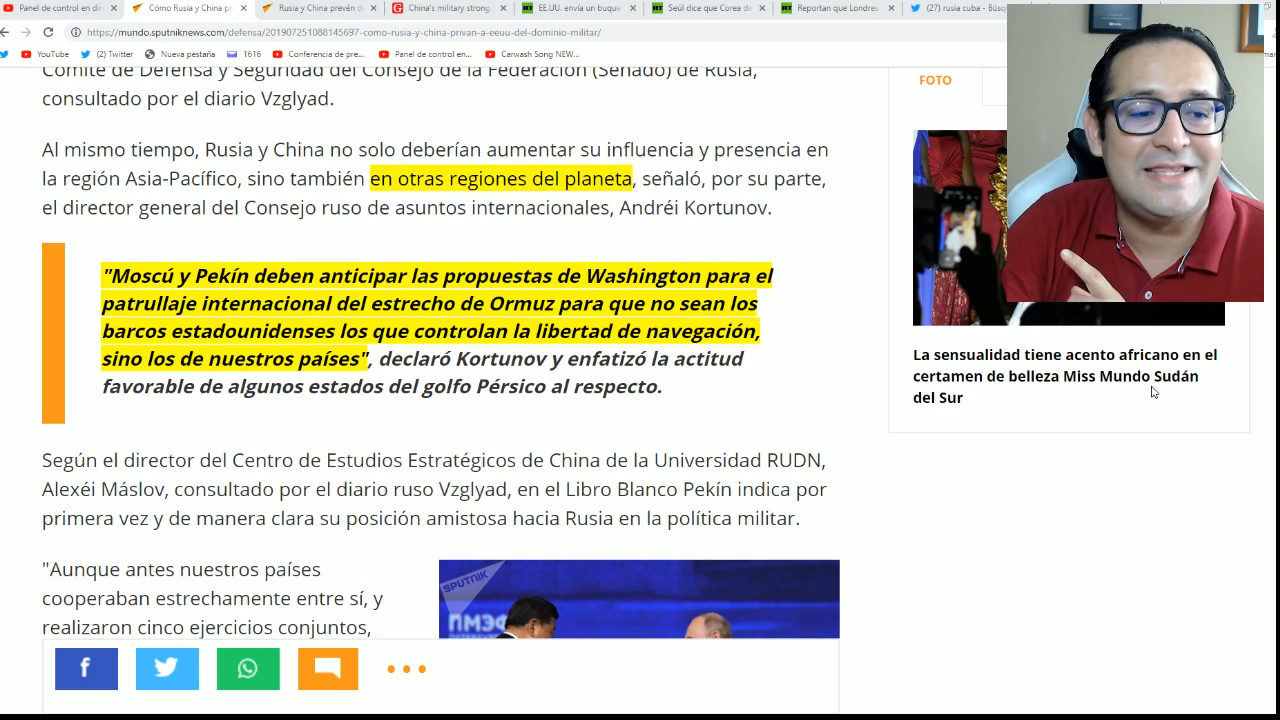 Panel de control en dir
Cómo Rusia y China p
Rusia y China prevén d
China's military strong
EE.UU. envía un buque
Seúl dice que Corea de
Reportan que Londres
(27) rusia cuba - Búsq
https://mundo.sputniknews.com/defensa/201907251088145697-como-rusia-y-china-privan-a-eeuu-del-dominio-militar/
YouTube
(2) Twitter
Nueva pestaña
1616
Conferencia de pre...
Panel de control en...
Carwash Song NEW...
Comité de Defensa y Seguridad del Consejo de la Federación (Senado) de Rusia,
consultado por el diario Vzglyad.
Al mismo tiempo, Rusia y China no solo deberían aumentar su influencia y presencia en
la región Asia-Pacífico, sino también en otras regiones del planeta, señaló, por su parte,
el director general del Consejo ruso de asuntos internacionales, Andréi Kortunov.
"Moscú y Pekín deben anticipar las propuestas de Washington para el
patrullaje internacional del estrecho de Ormuz para que no sean los
barcos estadounidenses los que controlan la libertad de navegación,
sino los de nuestros países", declaró Kortunov y enfatizó la actitud
favorable de algunos estados del golfo Pérsico al respecto.
Según el director del Centro de Estudios Estratégicos de China de la Universidad RUDN,
Alexéi Máslov, consultado por el diario ruso Vzglyad, en el Libro Blanco Pekín indica por
primera vez y de manera clara su posición amistosa hacia Rusia en la política militar.
"Aunque antes nuestros países
cooperaban estrechamente entre sí, y
realizaron cinco ejercicios conjuntos,
SPUTNIK
ПМЭФ
FOTO
La sensualidad tiene acento africano en el
certamen de belleza Miss Mundo Sudán
del Sur